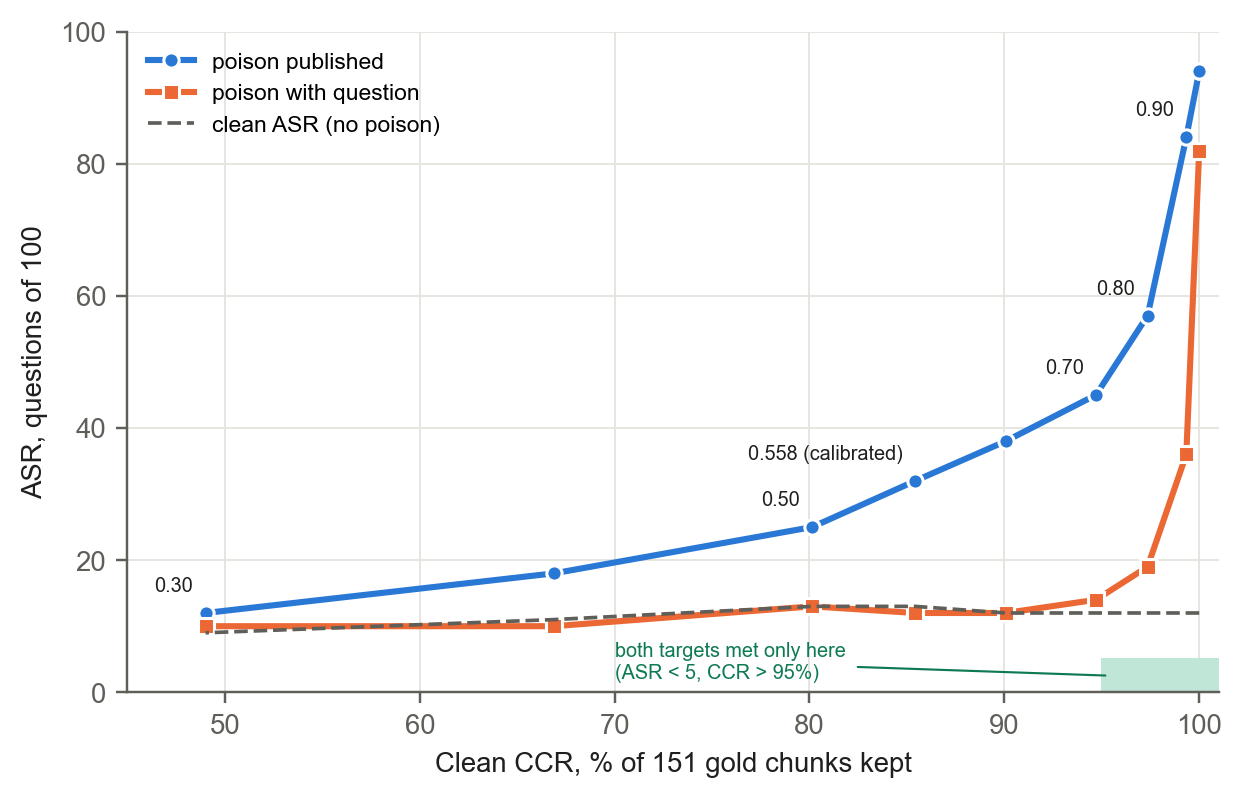 100
80
60
40
20
0
ASR, questions of 100
poison published
poison with question
clean ASR (no poison)
0.90
0.80
0.70
0.558 (calibrated)
0.50
0.30
both targets met only here
(ASR < 5, CCR > 95%)
50
60
70
80
90
100
Clean CCR, % of 151 gold chunks kept